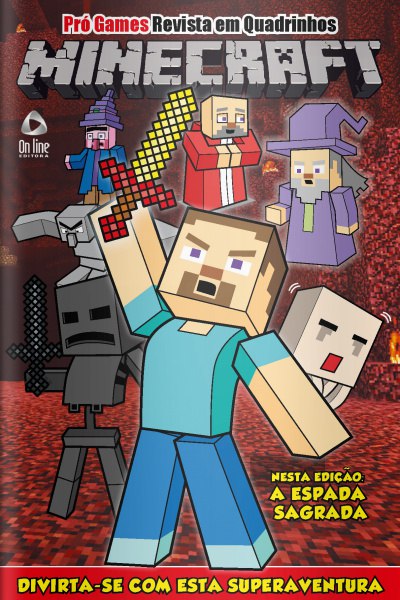 Pró Games Revista em Quadrinhos
MINECRAFT
On line
EDITORA
NESTA EDIÇÃO:
A ESPADA
SAGRADA
DIVIRTA-SE COM ESTA SUPERAVENTURA